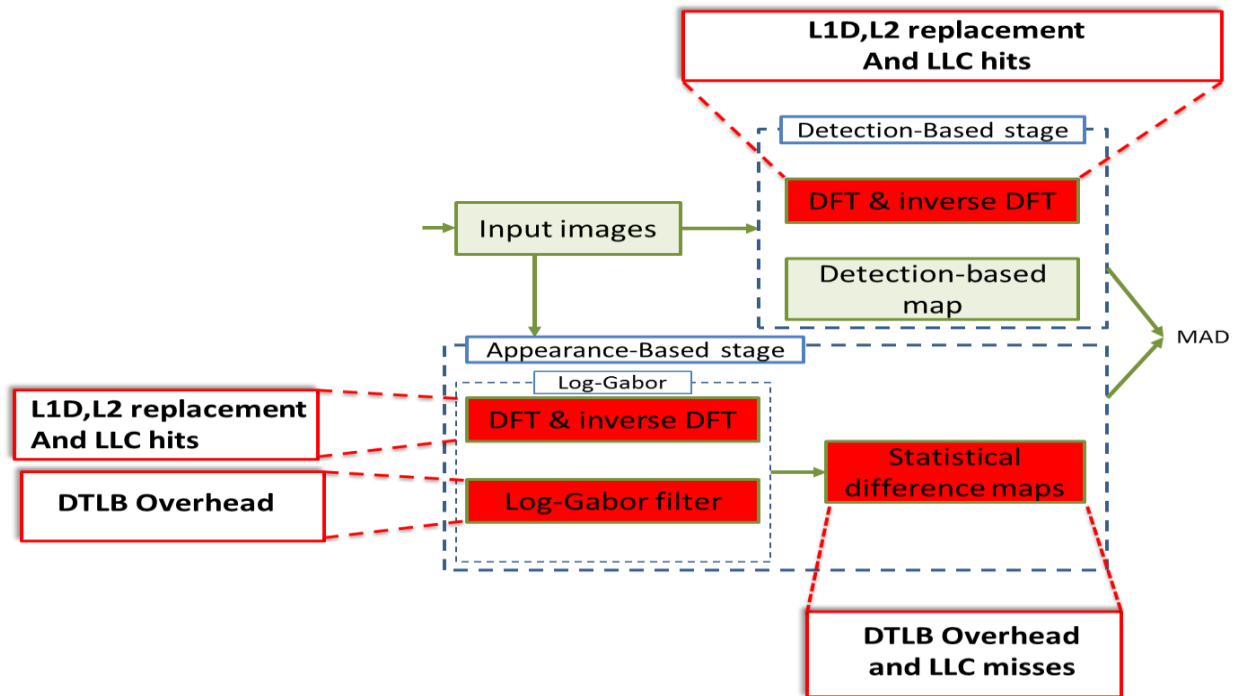 L1D,L2 replacement
And LLC hits
Detection-Based stage
DFT & inverse DFT
Input images
Detection-based
map
MAD
Appearance-Based stage
Log-Gabor
L1D,L2 replacement
And LLC hits
DFT & inverse DFT
DTLB Overhead
Log-Gabor filter
Statistical
difference maps
DTLB Overhead
and LLC misses